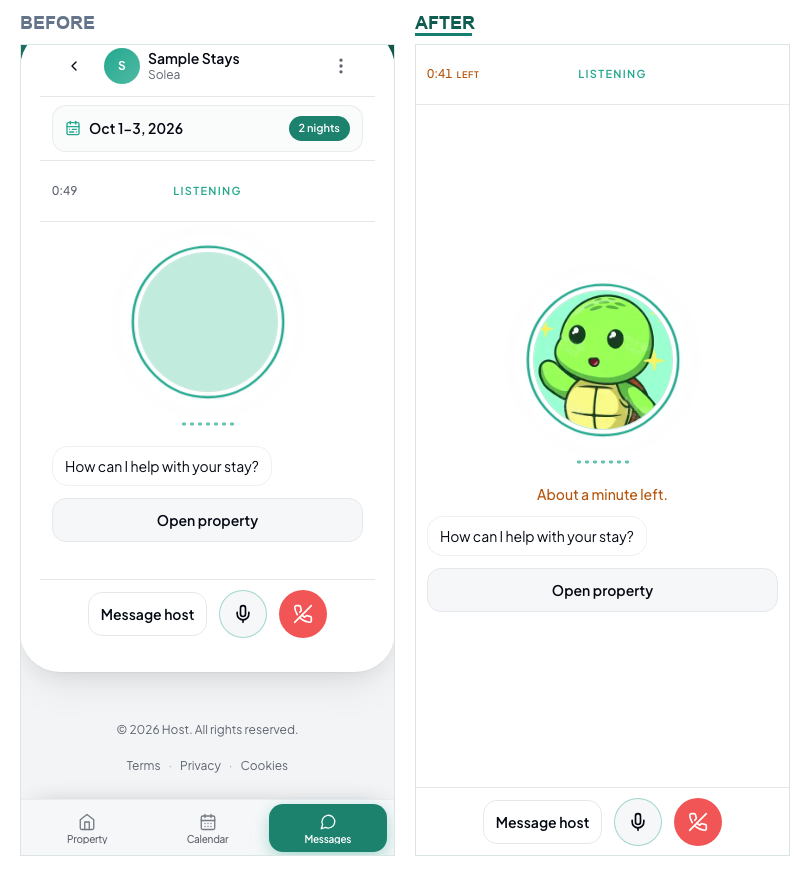 BEFORE
S
Sample Stays
Solea
Oct 1–3, 2026
2 nights
0:49
LISTENING
How can I help with your stay?
Open property
Message host
© 2026 Host. All rights reserved.
Terms · Privacy · Cookies
Property
Calendar
Messages
AFTER
0:41 LEFT
LISTENING
About a minute left.
How can I help with your stay?
Open property
Message host